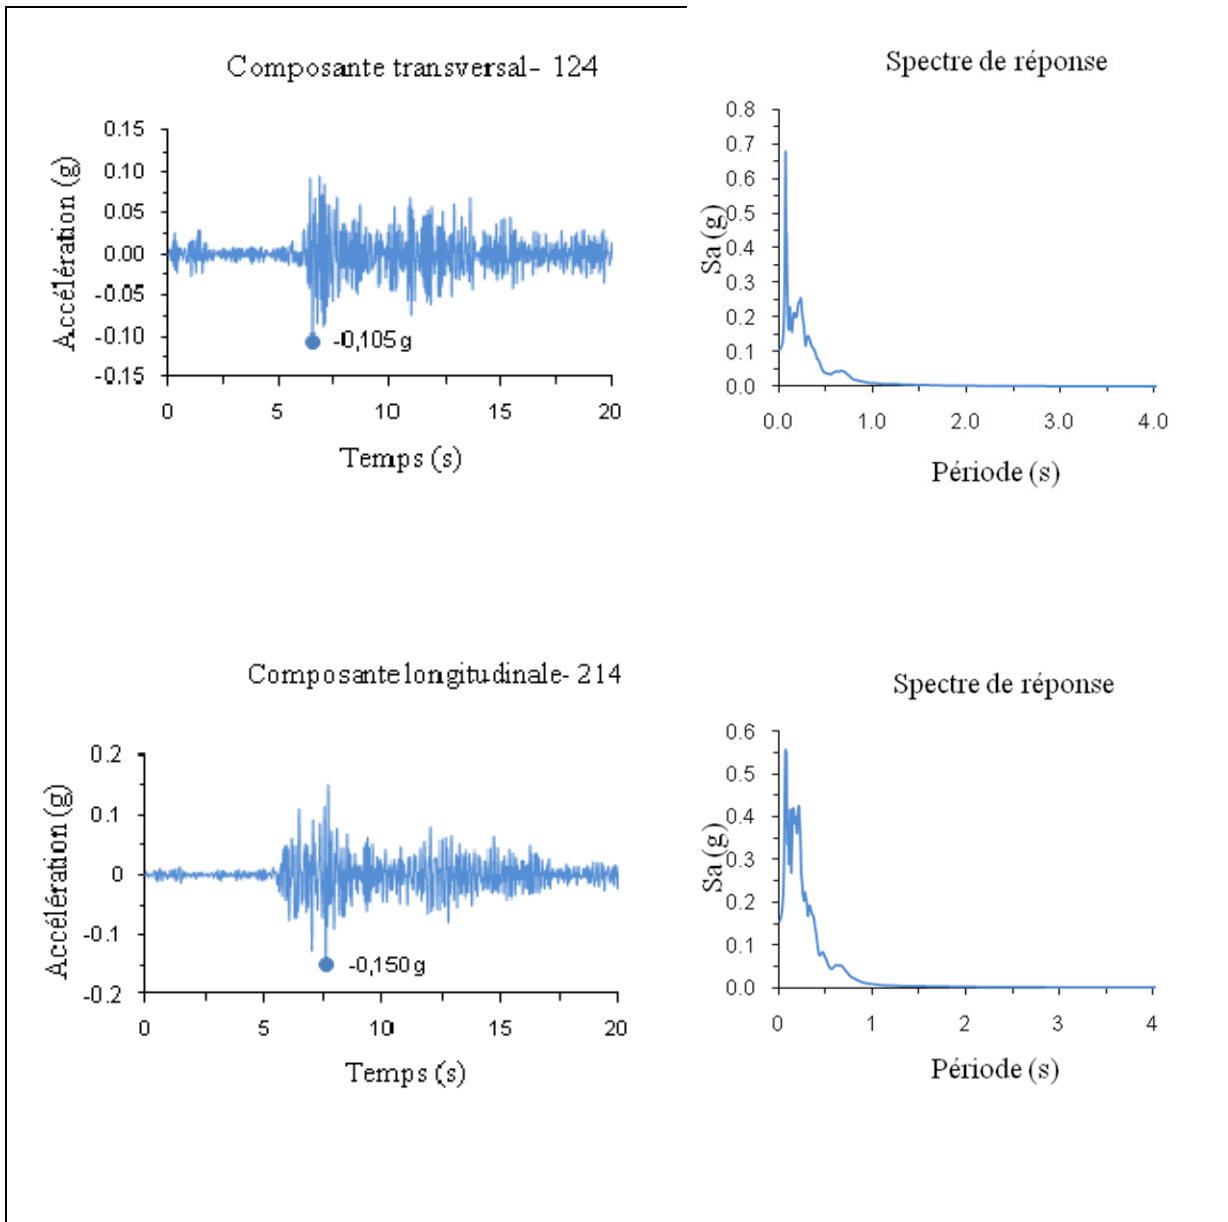 Composante transversal- 124
Accélération (g)
0.15
0.10
0.05
0.00
-0.05
-0.10
-0.15
-0,105 g
0 5 10 15 20
Temps (s)
Spectre de réponse
Sa (g)
0.8
0.7
0.6
0.5
0.4
0.3
0.2
0.1
0.0
0.0 1.0 2.0 3.0 4.0
Période (s)
Composante longitudinale- 214
Accélération (g)
0.2
0.1
0
-0.1
-0.2
-0,150 g
0 5 10 15 20
Temps (s)
Spectre de réponse
Sa (g)
0.6
0.5
0.4
0.3
0.2
0.1
0.0
0 1 2 3 4
Période (s)